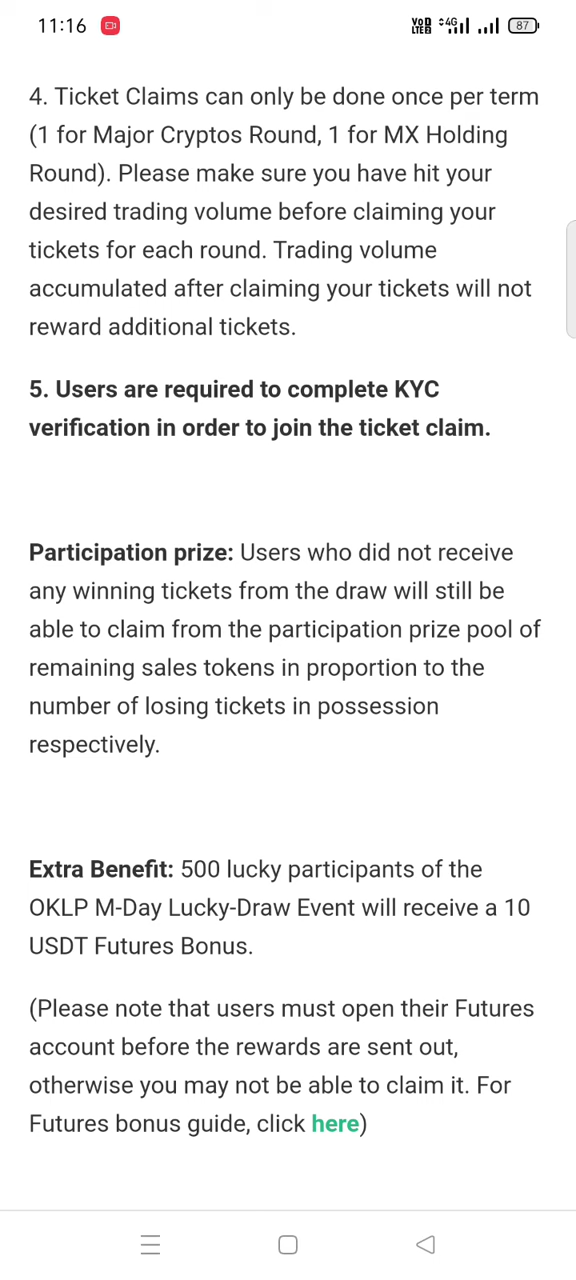 11:16
VoD LTE 4G 87
4. Ticket Claims can only be done once per term
(1 for Major Cryptos Round, 1 for MX Holding
Round). Please make sure you have hit your
desired trading volume before claiming your
tickets for each round. Trading volume
accumulated after claiming your tickets will not
reward additional tickets.
5. Users are required to complete KYC
verification in order to join the ticket claim.
Participation prize: Users who did not receive
any winning tickets from the draw will still be
able to claim from the participation prize pool of
remaining sales tokens in proportion to the
number of losing tickets in possession
respectively.
Extra Benefit: 500 lucky participants of the
OKLP M-Day Lucky-Draw Event will receive a 10
USDT Futures Bonus.
(Please note that users must open their Futures
account before the rewards are sent out,
otherwise you may not be able to claim it. For
Futures bonus guide, click here)